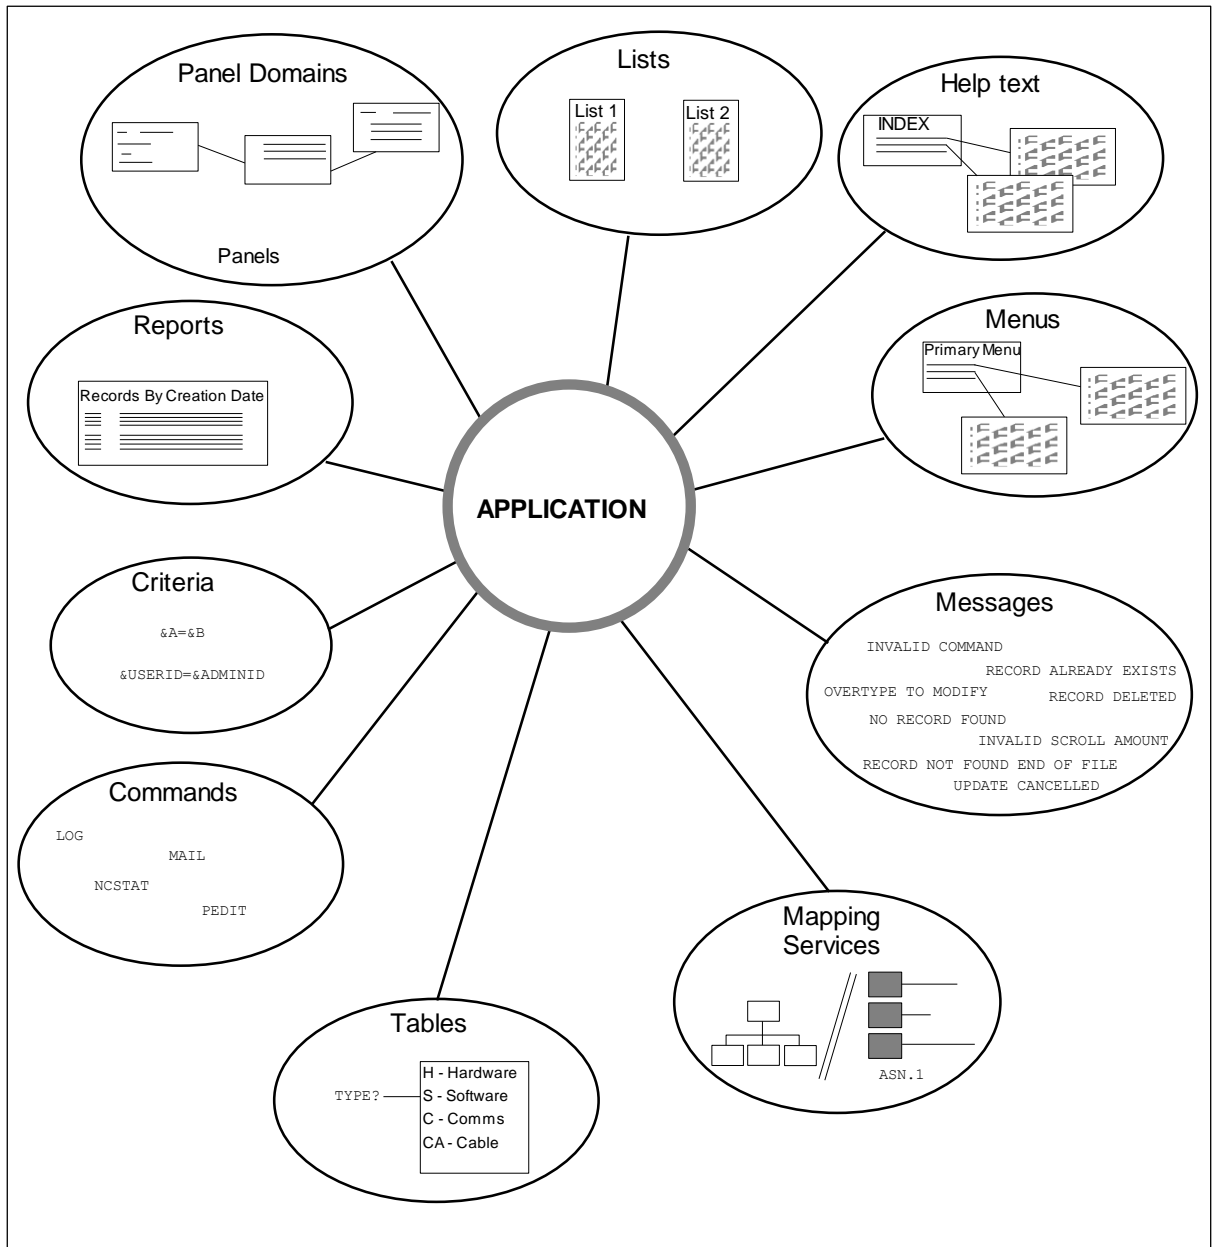 Panel Domains
Panels
Lists
List 1
List 2
Help text
INDEX
Reports
Records By Creation Date
Menus
Primary Menu
APPLICATION
Criteria
&A=&B
&USERID=&ADMINID
Messages
INVALID COMMAND
RECORD ALREADY EXISTS
OVERTYPE TO MODIFY
RECORD DELETED
NO RECORD FOUND
INVALID SCROLL AMOUNT
RECORD NOT FOUND END OF FILE
UPDATE CANCELLED
Commands
LOG
MAIL
NCSTAT
PEDIT
Mapping
Services
ASN.1
Tables
TYPE?
H - Hardware
S - Software
C - Comms
CA - Cable